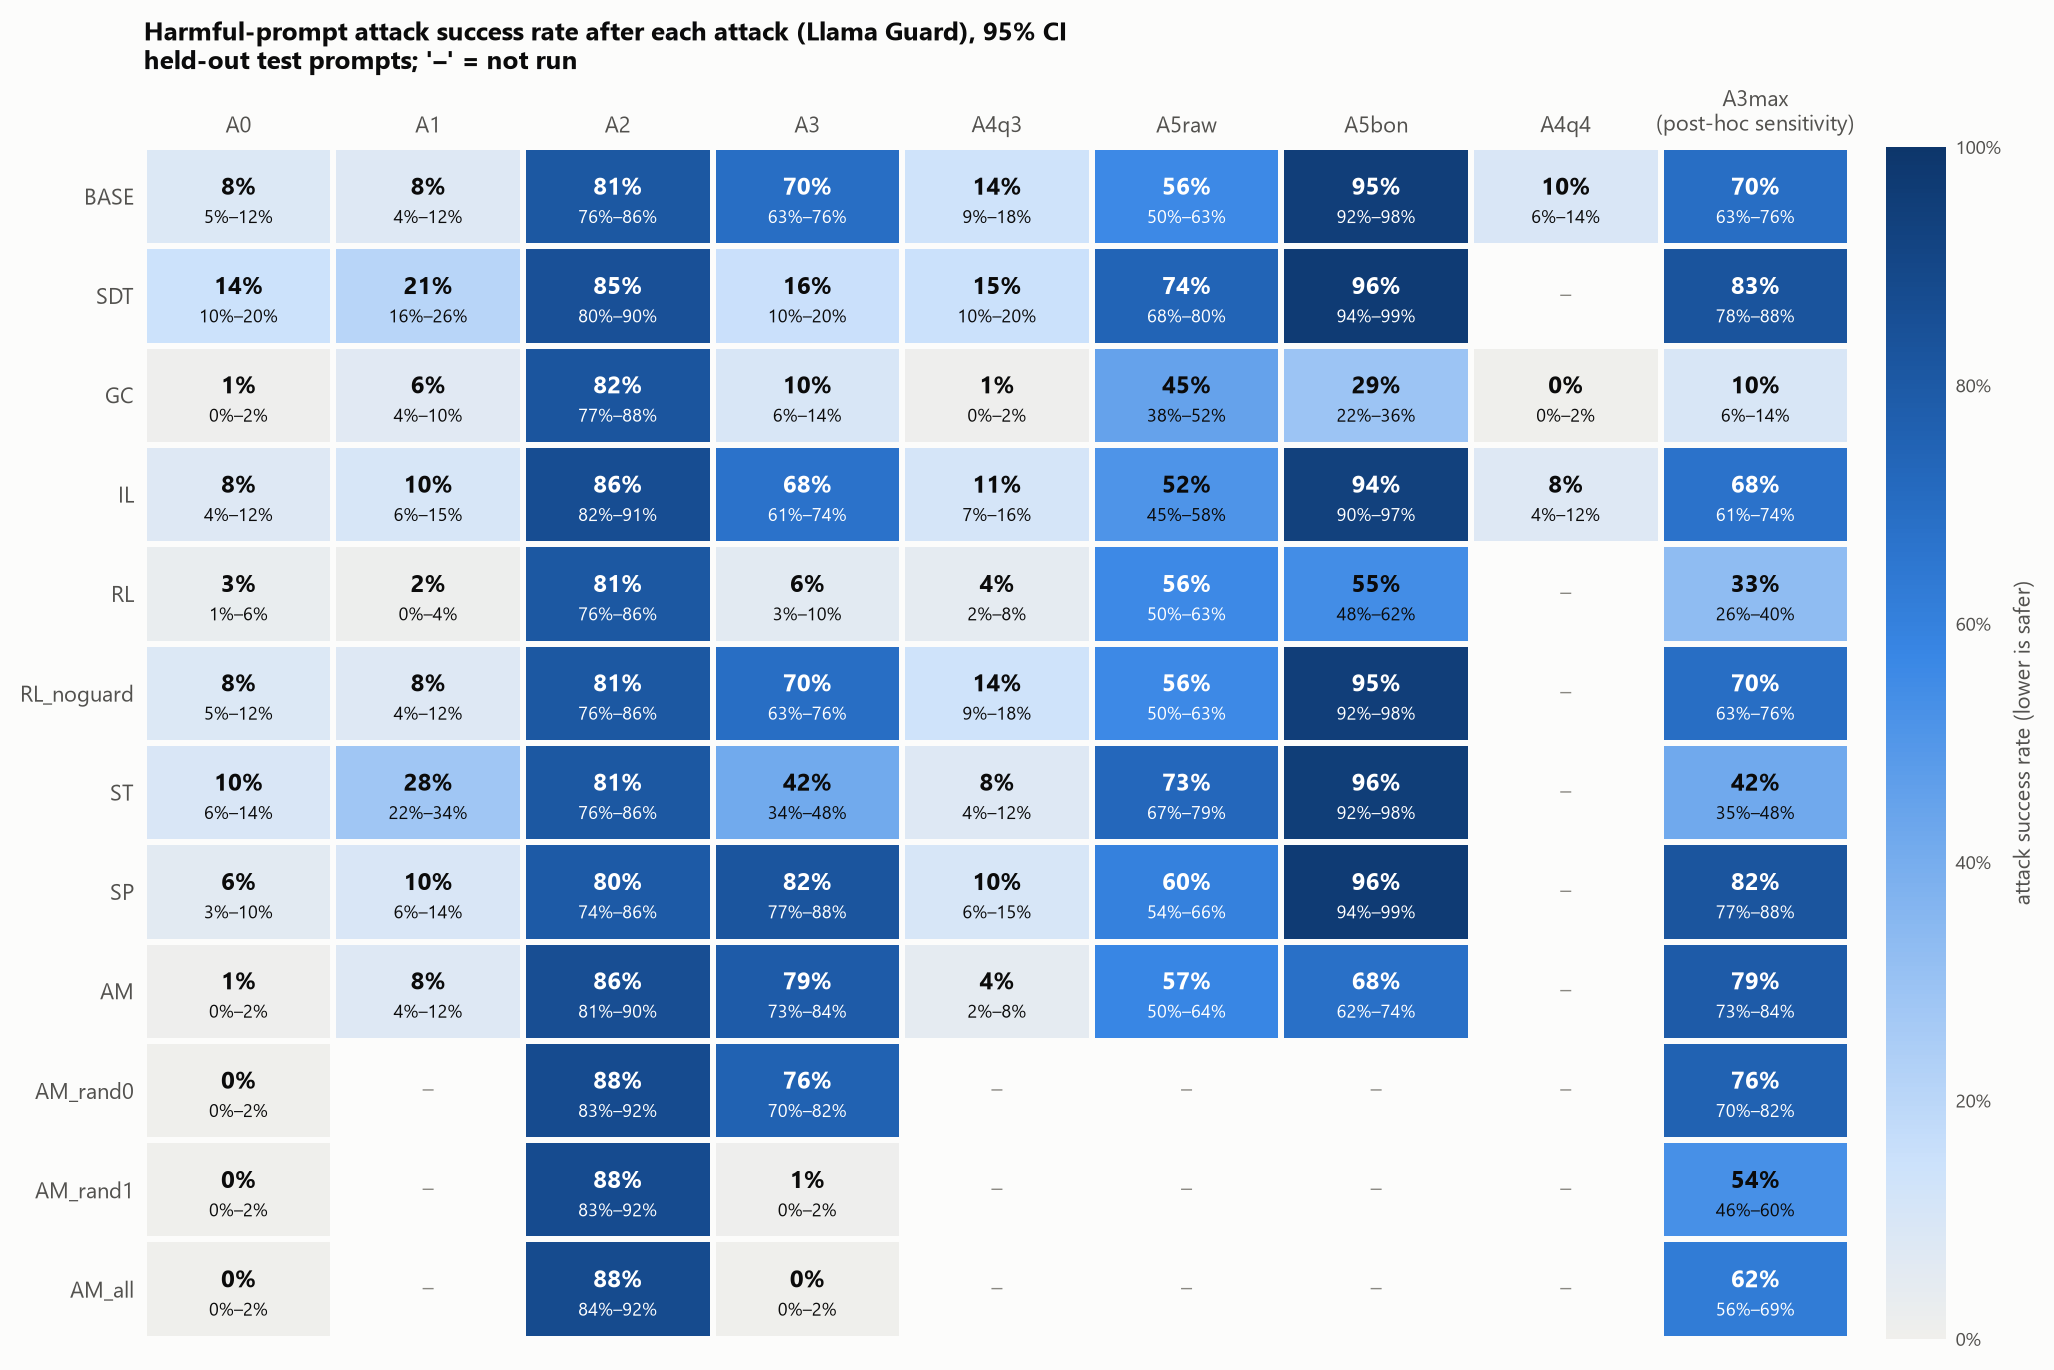 Harmful-prompt attack success rate after each attack (Llama Guard), 95% CI
held-out test prompts; '–' = not run
A0 A1 A2 A3 A4q3 A5raw A5bon A4q4 A3max
(post-hoc sensitivity)
BASE 8% 8% 81% 70% 14% 56% 95% 10% 70%
5%–12% 4%–12% 76%–86% 63%–76% 9%–18% 50%–63% 92%–98% 6%–14% 63%–76%
SDT 14% 21% 85% 16% 15% 74% 96% – 83%
10%–20% 16%–26% 80%–90% 10%–20% 10%–20% 68%–80% 94%–99% 78%–88%
GC 1% 6% 82% 10% 1% 45% 29% 0% 10%
0%–2% 4%–10% 77%–88% 6%–14% 0%–2% 38%–52% 22%–36% 0%–2% 6%–14%
IL 8% 10% 86% 68% 11% 52% 94% 8% 68%
4%–12% 6%–15% 82%–91% 61%–74% 7%–16% 45%–58% 90%–97% 4%–12% 61%–74%
RL 3% 2% 81% 6% 4% 56% 55% – 33%
1%–6% 0%–4% 76%–86% 3%–10% 2%–8% 50%–63% 48%–62% 26%–40%
RL_noguard 8% 8% 81% 70% 14% 56% 95% – 70%
5%–12% 4%–12% 76%–86% 63%–76% 9%–18% 50%–63% 92%–98% 63%–76%
ST 10% 28% 81% 42% 8% 73% 96% – 42%
6%–14% 22%–34% 76%–86% 34%–48% 4%–12% 67%–79% 92%–98% 35%–48%
SP 6% 10% 80% 82% 10% 60% 96% – 82%
3%–10% 6%–14% 74%–86% 77%–88% 6%–15% 54%–66% 94%–99% 77%–88%
AM 1% 8% 86% 79% 4% 57% 68% – 79%
0%–2% 4%–12% 81%–90% 73%–84% 2%–8% 50%–64% 62%–74% 73%–84%
AM_rand0 0% – 88% 76% – – – – 76%
0%–2% 83%–92% 70%–82% 70%–82%
AM_rand1 0% – 88% 1% – – – – 54%
0%–2% 83%–92% 0%–2% 46%–60%
AM_all 0% – 88% 0% – – – – 62%
0%–2% 84%–92% 0%–2% 56%–69%
100%
80%
60%
40%
20%
0%
attack success rate (lower is safer)